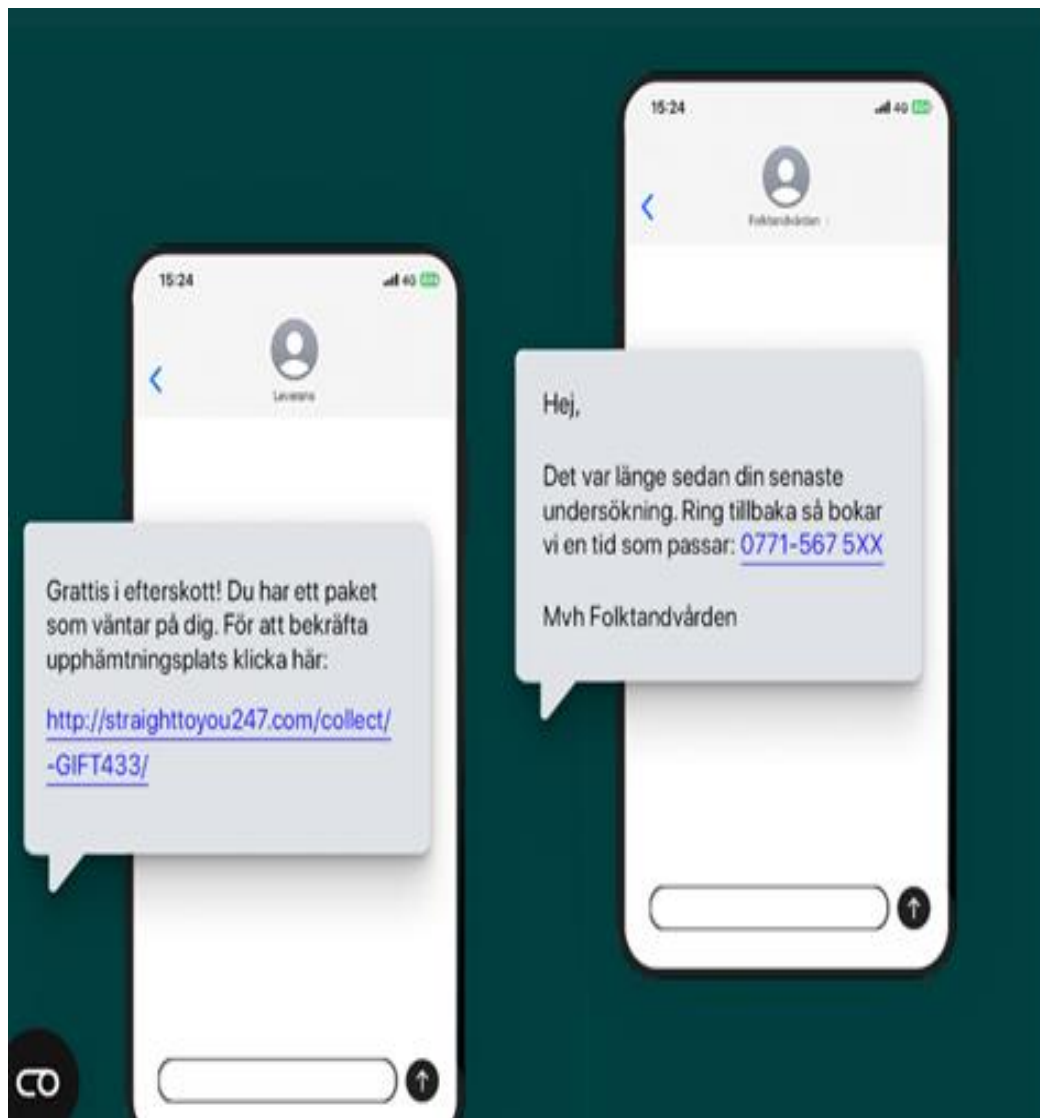 15:24
4G
Leverans
Grattis i efterskott! Du har ett paket
som väntar på dig. För att bekräfta
upphämtningsplats klicka här:
http://straighttoyou247.com/collect/
-GIFT433/
15:24
4G
Folktandvården
Hej,
Det var länge sedan din senaste
undersökning. Ring tillbaka så bokar
vi en tid som passar: 0771-567 5XX
Mvh Folktandvården